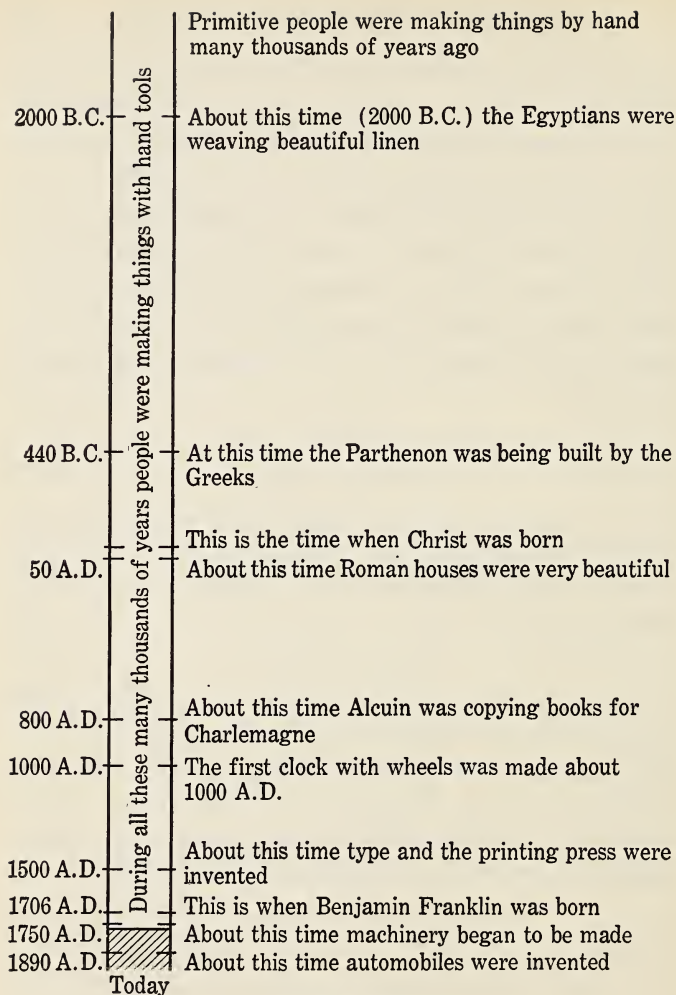 Primitive people were making things by hand
many thousands of years ago
2000 B.C.
About this time (2000 B.C.) the Egyptians were
weaving beautiful linen
During all these many thousands of years people were making things with hand tools
440 B.C.
At this time the Parthenon was being built by the
Greeks
This is the time when Christ was born
50 A.D.
About this time Roman houses were very beautiful
800 A.D.
About this time Alcuin was copying books for
Charlemagne
1000 A.D.
The first clock with wheels was made about
1000 A.D.
1500 A.D.
About this time type and the printing press were
invented
1706 A.D.
This is when Benjamin Franklin was born
1750 A.D.
About this time machinery began to be made
1890 A.D.
About this time automobiles were invented
Today